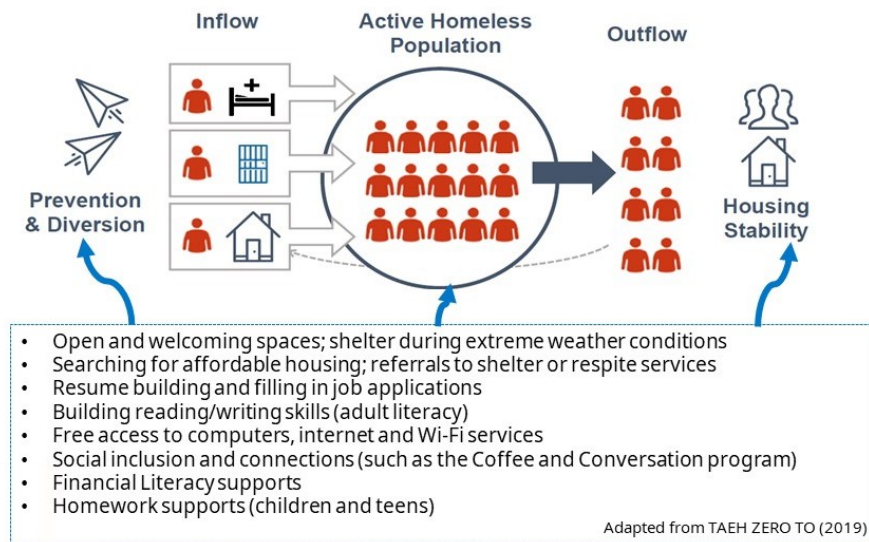 Inflow
Active Homeless
Population
Outflow
Prevention
& Diversion
Housing
Stability
• Open and welcoming spaces; shelter during extreme weather conditions
• Searching for affordable housing; referrals to shelter or respite services
• Resume building and filling in job applications
• Building reading/writing skills (adult literacy)
• Free access to computers, internet and Wi-Fi services
• Social inclusion and connections (such as the Coffee and Conversation program)
• Financial Literacy supports
• Homework supports (children and teens)
Adapted from TAEH ZERO TO (2019)